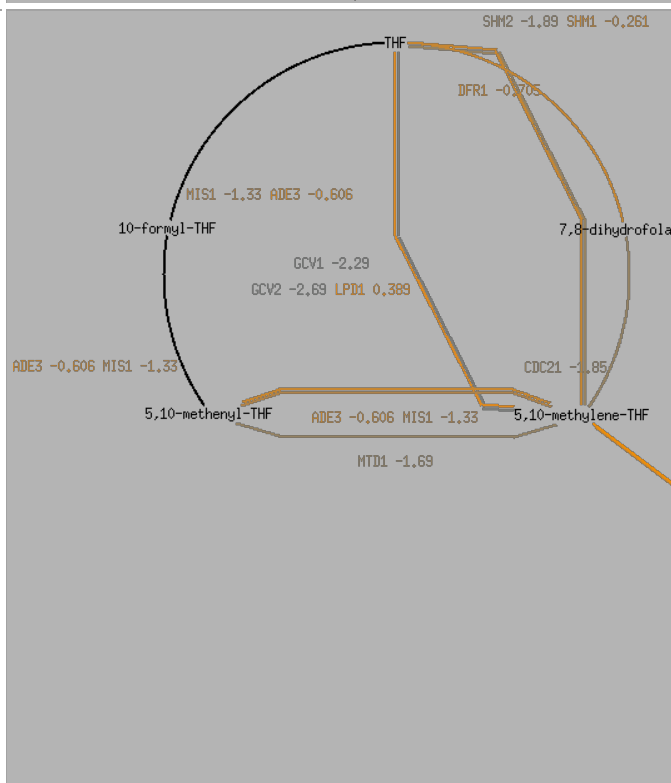 SHM2 -1.89 SHM1 -0.261
THF
DFR1 -0.705
MIS1 -1.33 ADE3 -0.606
10-formyl-THF
7,8-dihydrofola
GCV1 -2.29
GCV2 -2.69 LPD1 0.389
ADE3 -0.606 MIS1 -1.33
CDC21 -1.85
5,10-methenyl-THF
5,10-methylene-THF
ADE3 -0.606 MIS1 -1.33
MTD1 -1.69